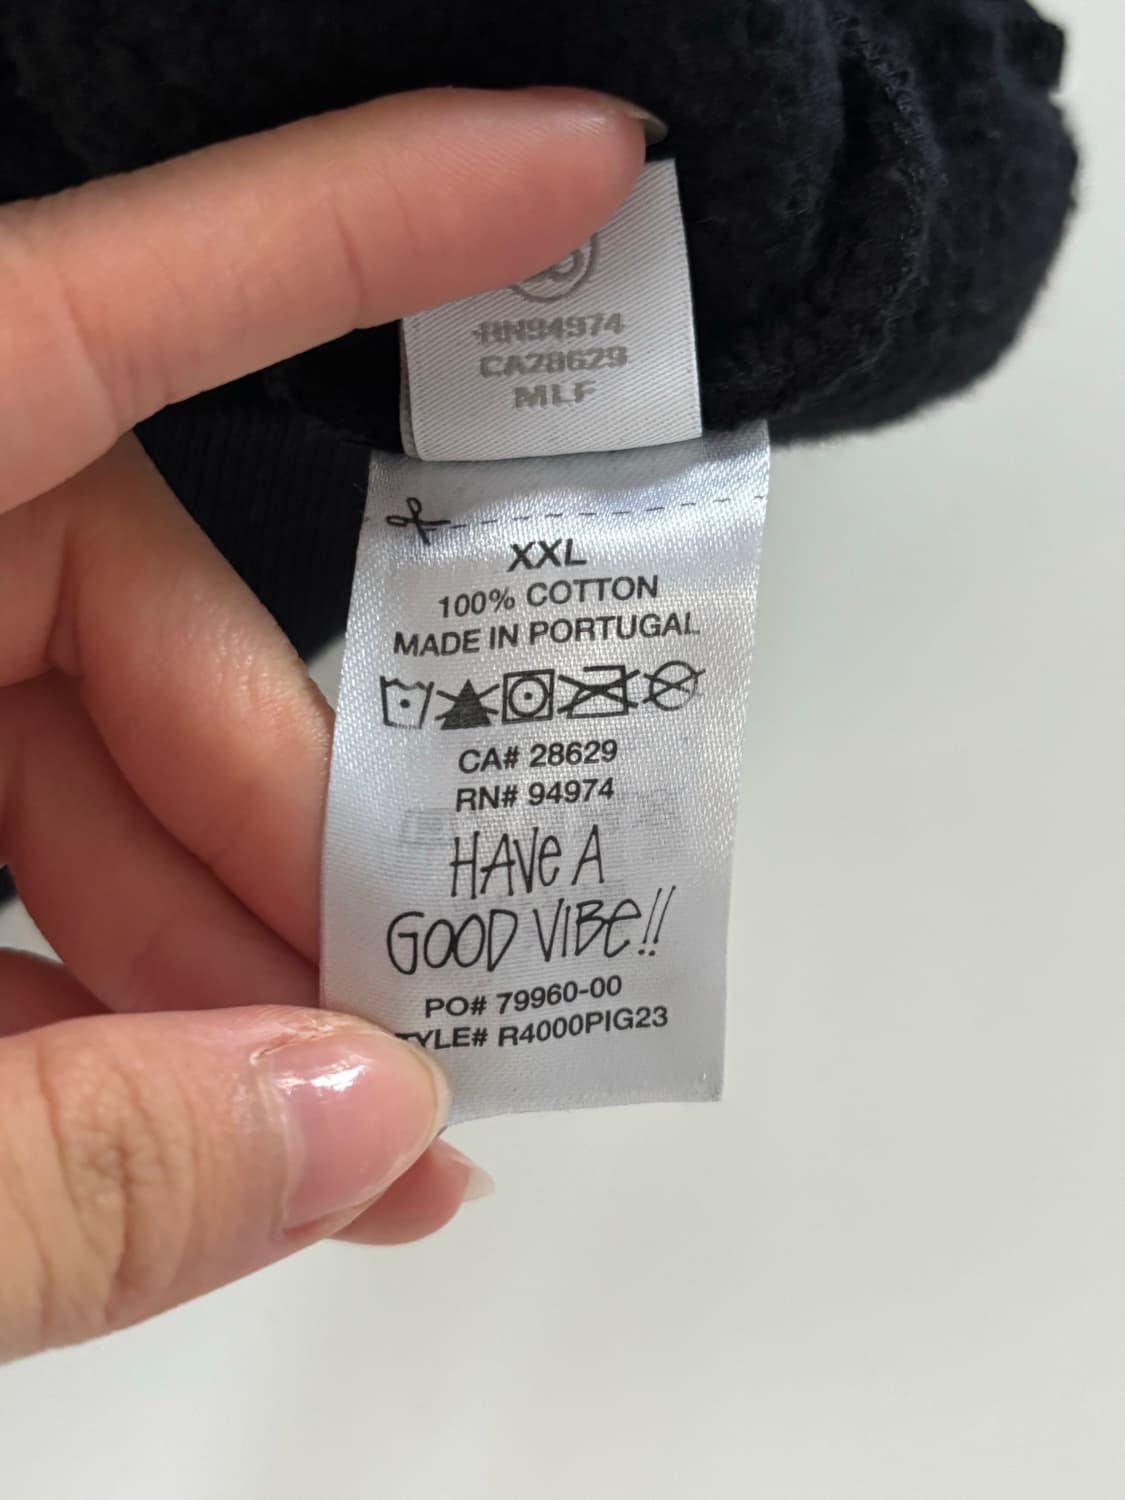 RN94974
CA28629
MLF
XXL
100% COTTON
MADE IN PORTUGAL
CA# 28629
RN# 94974
HAVE A
GOOD VIBE!!
PO# 79960-00
TYLE# R4000PIG23